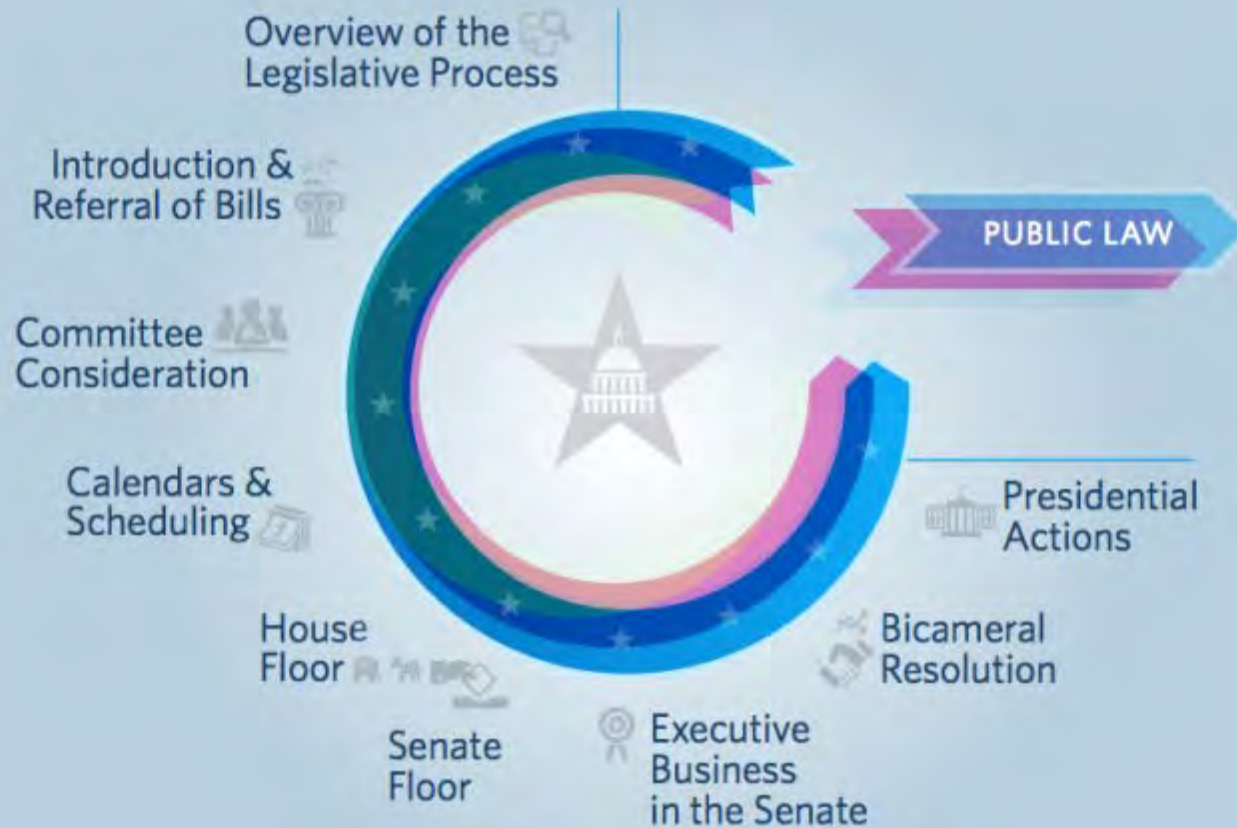 Overview of the
Legislative Process
Introduction &
Referral of Bills
Committee
Consideration
Calendars &
Scheduling
House
Floor
Senate
Floor
Executive
Business
in the Senate
Bicameral
Resolution
Presidential
Actions
PUBLIC LAW